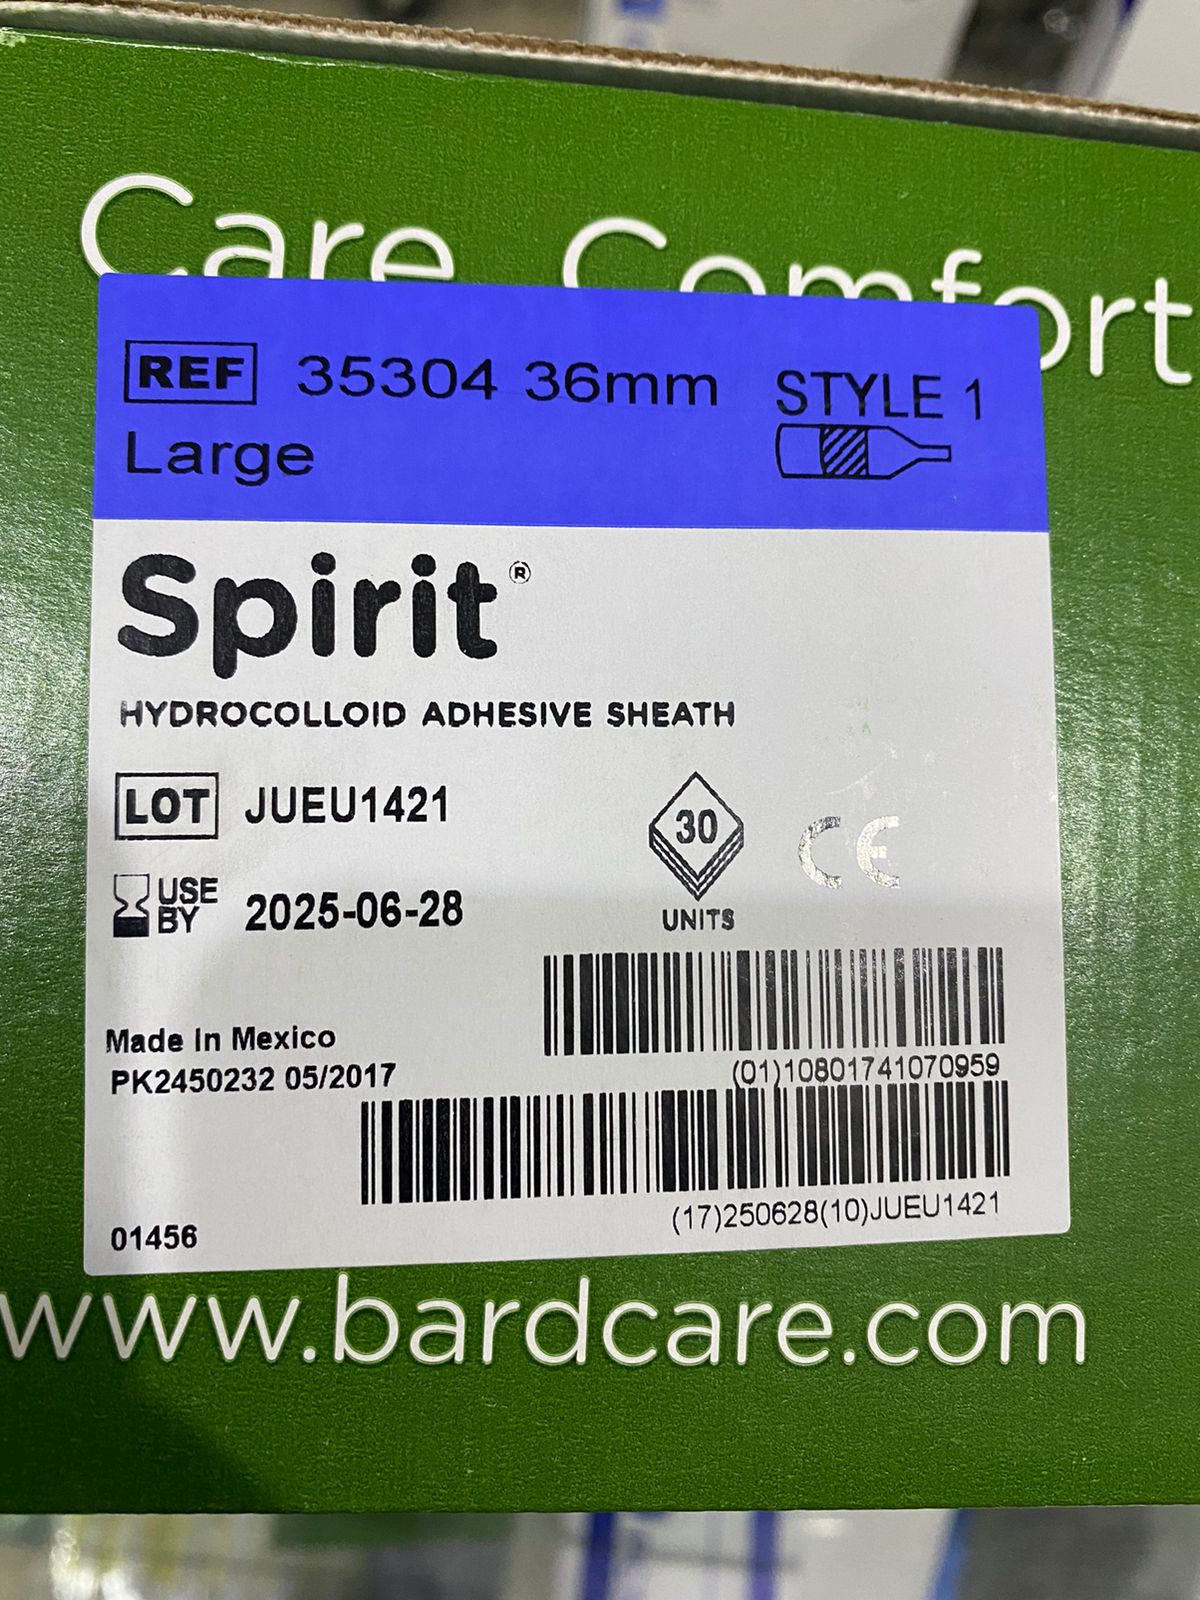 Care Comfort
REF 35304 36mm STYLE 1
Large
Spirit®
HYDROCOLLOID ADHESIVE SHEATH
LOT JUEU1421
30
UNITS
CE
USE BY 2025-06-28
Made In Mexico
PK2450232 05/2017
(01)10801741070959
(17)250628(10)JUEU1421
01456
www.bardcare.com